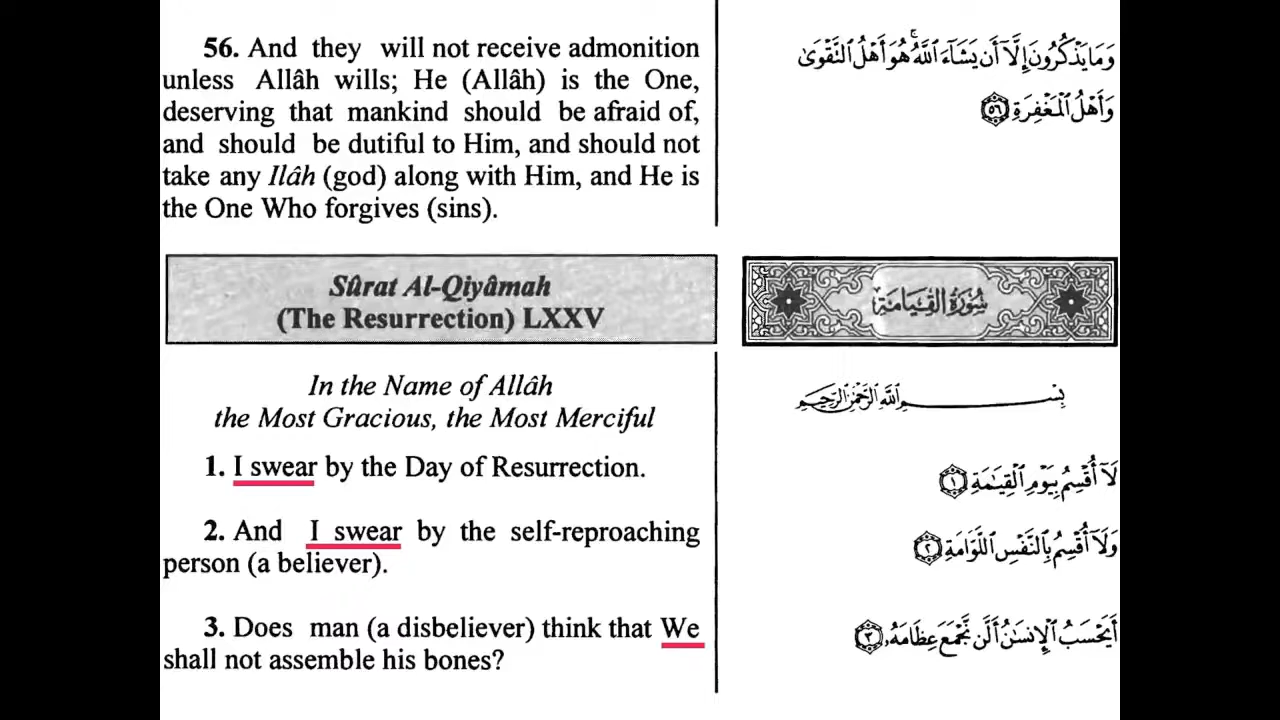 56. And they will not receive admonition
unless Allâh wills; He (Allâh) is the One,
deserving that mankind should be afraid of,
and should be dutiful to Him, and should not
take any Ilâh (god) along with Him, and He is
the One Who forgives (sins).
وَمَا يَذْكُرُونَ إِلَّآ أَن يَشَآءَ ٱللَّهُ ۚ هُوَ أَهْلُ ٱلتَّقْوَىٰ
وَأَهْلُ ٱلْمَغْفِرَةِ ٥٦
Sûrat Al-Qiyâmah
(The Resurrection) LXXV
سُورَةُ القِيَامَةِ
In the Name of Allâh
the Most Gracious, the Most Merciful
بِسْمِ ٱللَّهِ ٱلرَّحْمَٰنِ ٱلرَّحِيمِ
1. I swear by the Day of Resurrection.
لَآ أُقْسِمُ بِيَوْمِ ٱلْقِيَٰمَةِ ١
2. And I swear by the self-reproaching
person (a believer).
وَلَآ أُقْسِمُ بِٱلنَّفْسِ ٱللَّوَّامَةِ ٢
3. Does man (a disbeliever) think that We
shall not assemble his bones?
أَيَحْسَبُ ٱلْإِنسَٰنُ أَلَّن نَّجْمَعَ عِظَامَهُۥ ٣